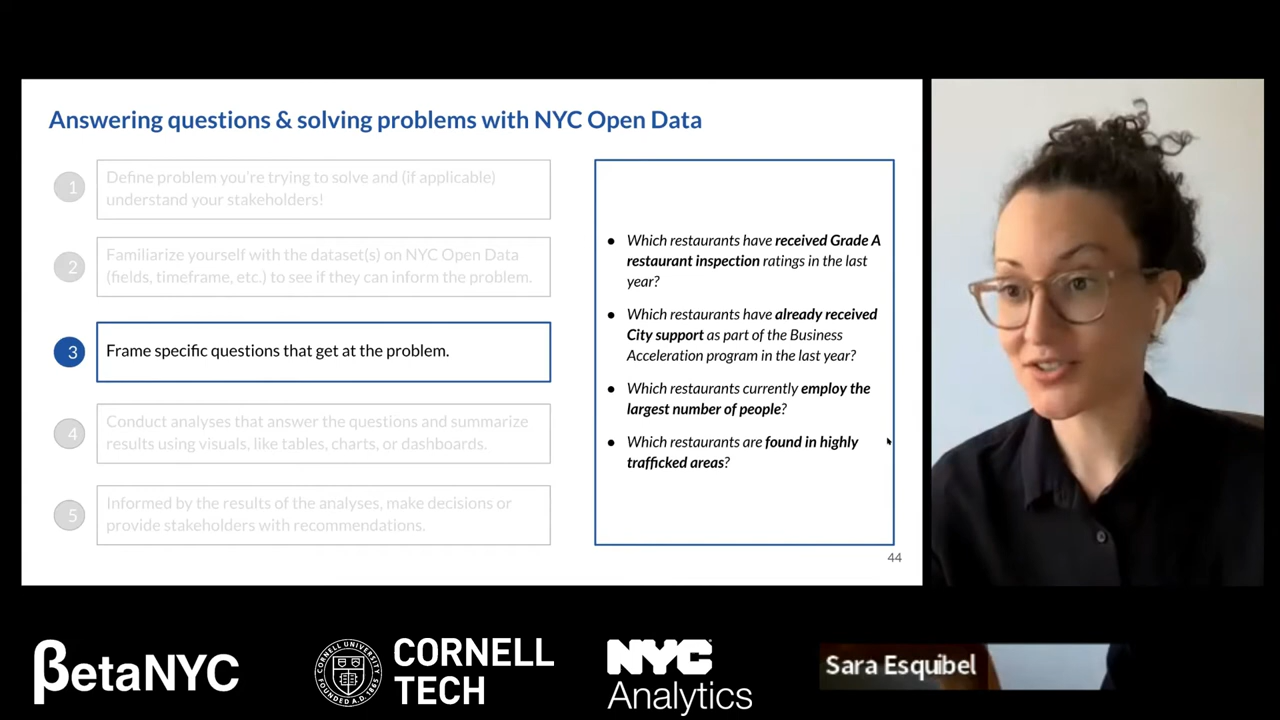 Answering questions & solving problems with NYC Open Data
1
Define problem you're trying to solve and (if applicable)
understand your stakeholders!
2
Familiarize yourself with the dataset(s) on NYC Open Data
(fields, timeframe, etc.) to see if they can inform the problem.
3
Frame specific questions that get at the problem.
4
Conduct analyses that answer the questions and summarize
results using visuals, like tables, charts, or dashboards.
5
Informed by the results of the analyses, make decisions or
provide stakeholders with recommendations.
● Which restaurants have received Grade A
restaurant inspection ratings in the last
year?
● Which restaurants have already received
City support as part of the Business
Acceleration program in the last year?
● Which restaurants currently employ the
largest number of people?
● Which restaurants are found in highly
trafficked areas?
44
βetaNYC
CORNELL UNIVERSITY
FOUNDED A.D. 1865
CORNELL
TECH
NYC
Analytics
Sara Esquibel